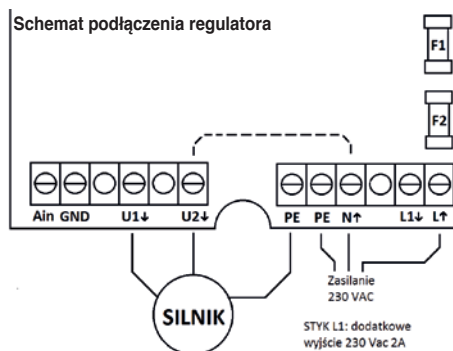 Schemat podłączenia regulatora
F1
F2
Ain GND U1↓ U2↓ PE PE N↑ L1↓ L↑
SILNIK
Zasilanie
230 VAC
STYK L1: dodatkowe
wyjście 230 Vac 2A